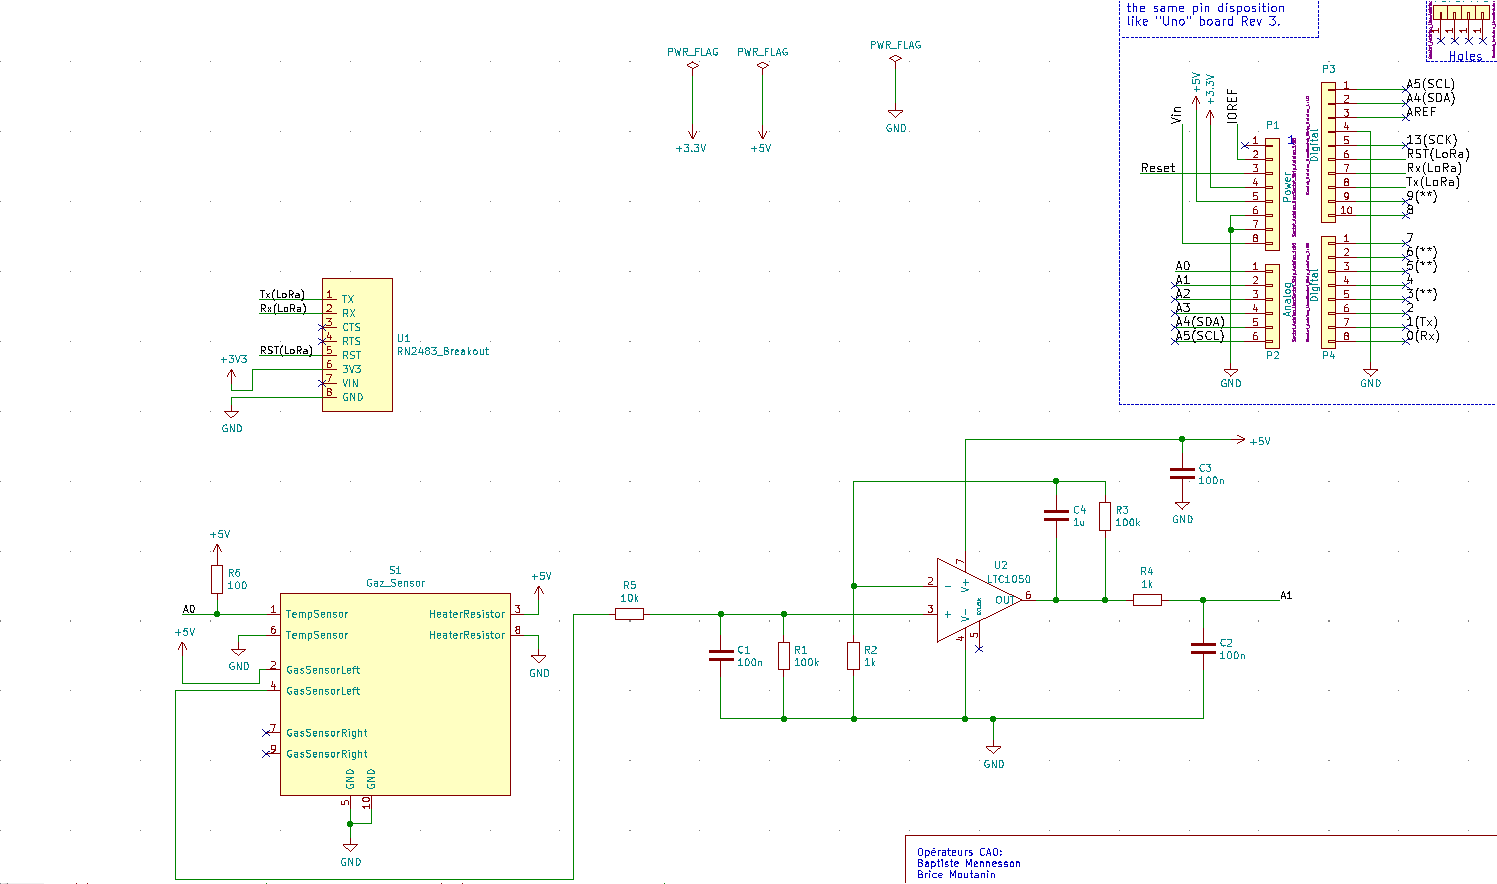 the same pin disposition
like "Uno" board Rev 3.
Holes
1 1 1 1
PWR_FLAG
PWR_FLAG
PWR_FLAG
+3.3V
+5V
GND
Vin
+5V
+3.3V
IOREF
Reset
P1
Power
1
2
3
4
5
6
7
8
P3
Digital
1
2
3
4
5
6
7
8
9
10
A5(SCL)
A4(SDA)
AREF
13(SCK)
RST(LoRa)
Rx(LoRa)
Tx(LoRa)
9(**)
8
A0
A1
A2
A3
A4(SDA)
A5(SCL)
1
2
3
4
5
6
Analog
P2
Digital
1
2
3
4
5
6
7
8
P4
7
6(**)
5(**)
4
3(**)
2
1(Tx)
0(Rx)
GND
GND
Tx(LoRa)
Rx(LoRa)
RST(LoRa)
+3V3
GND
1 TX
2 RX
3 CTS
4 RTS
5 RST
6 3V3
7 VIN
8 GND
U1
RN2483_Breakout
+5V
R6
100
A0
+5V
GND
S1
Gaz_Sensor
1 TempSensor
6 TempSensor
2 GasSensorLeft
4 GasSensorLeft
7 GasSensorRight
9 GasSensorRight
HeaterResistor 3
HeaterResistor 8
GND
GND
5
10
GND
+5V
GND
R5
10k
C1
100n
R1
100k
R2
1k
U2
LTC1050
2
3
7
V+
V-
4
5
OUT
6
-
+
C4
1u
R3
100k
C3
100n
GND
+5V
R4
1k
A1
C2
100n
GND
Opérateurs CAO:
Baptiste Mennesson
Brice Moutanin